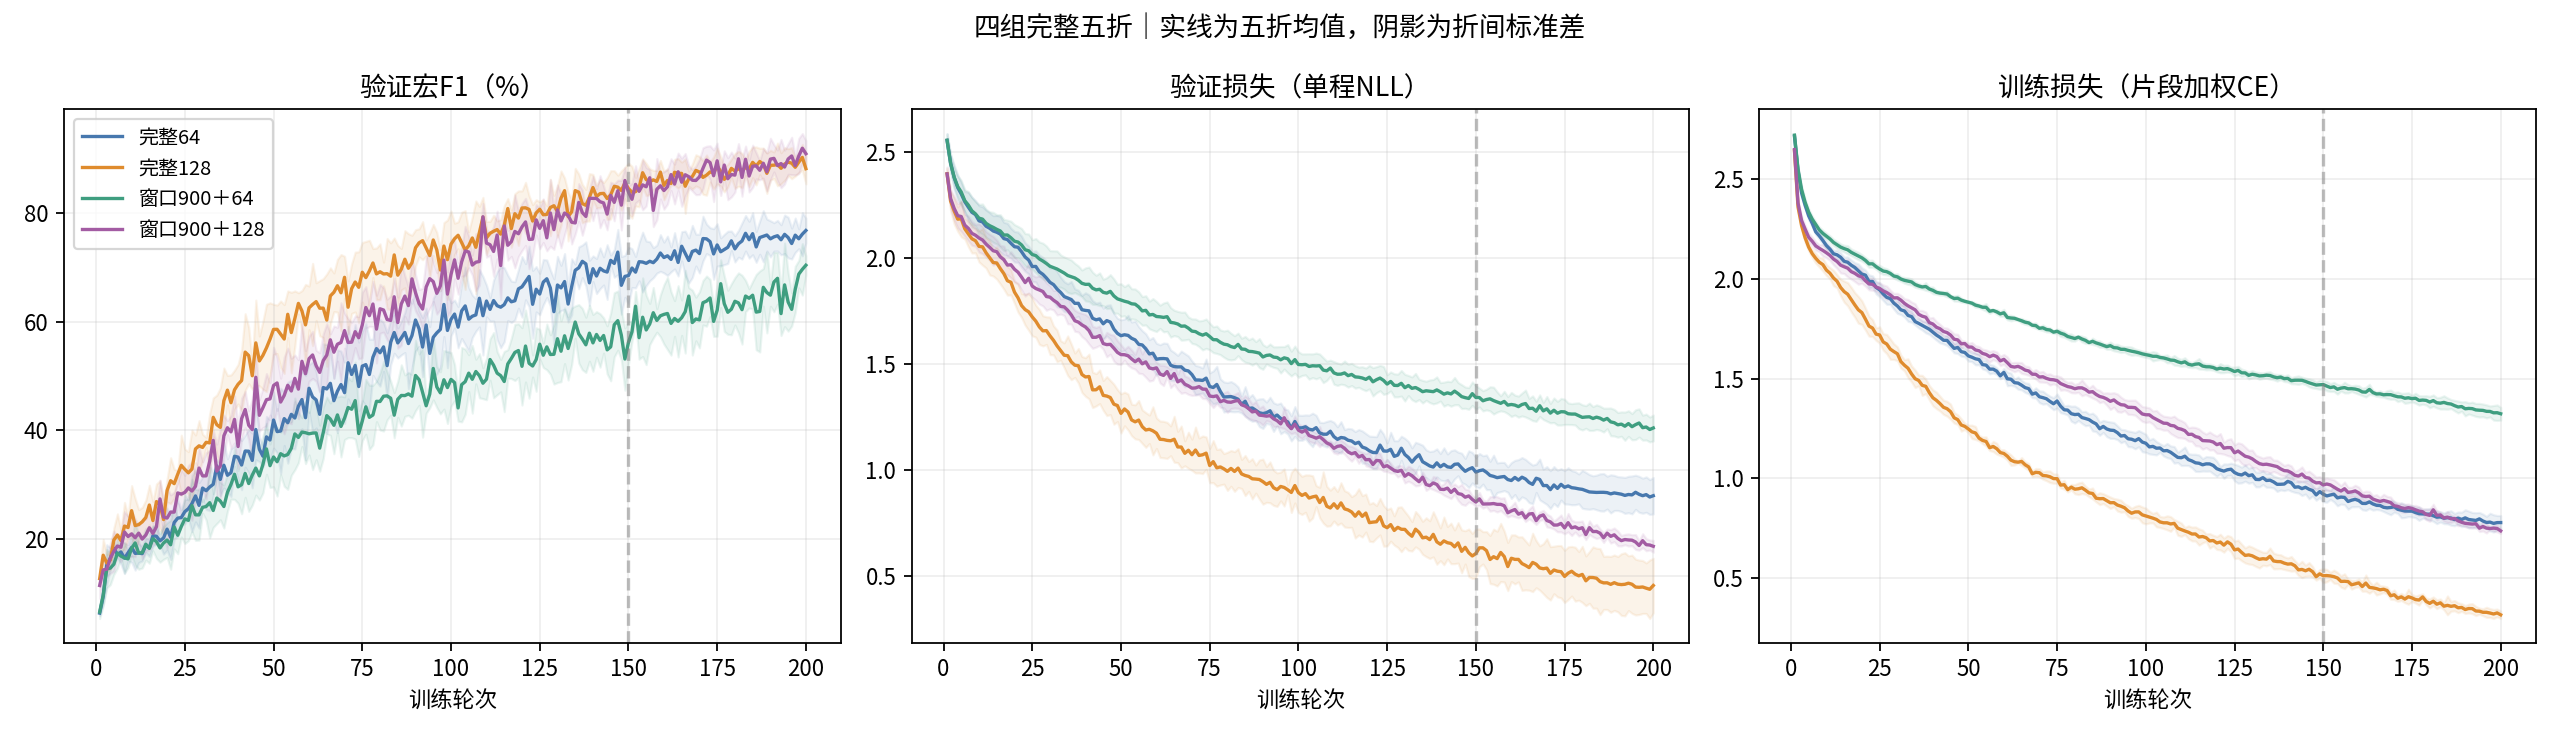 四组完整五折｜实线为五折均值，阴影为折间标准差
验证宏F1（%）
完整64
完整128
窗口900＋64
窗口900＋128
80
60
40
20
0 25 50 75 100 125 150 175 200
训练轮次
验证损失（单程NLL）
2.5
2.0
1.5
1.0
0.5
0 25 50 75 100 125 150 175 200
训练轮次
训练损失（片段加权CE）
2.5
2.0
1.5
1.0
0.5
0 25 50 75 100 125 150 175 200
训练轮次